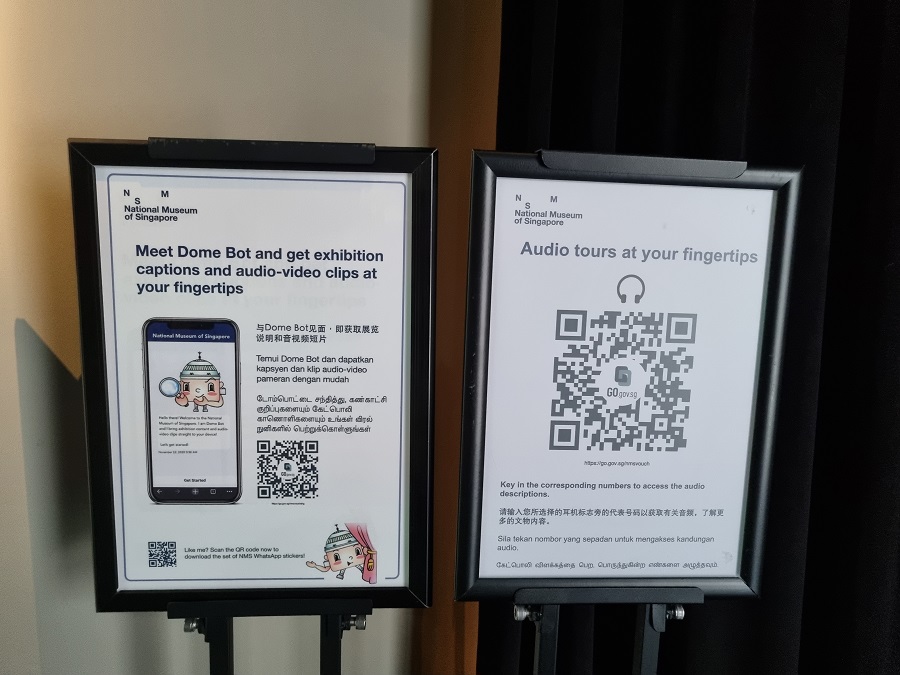 N S M
National Museum
of Singapore
Meet Dome Bot and get exhibition
captions and audio-video clips at
your fingertips
National Museum of Singapore
Hello there! Welcome to the National
Museum of Singapore. I am Dome Bot
and I bring exhibition content and audio-
video clips straight to your device!
Let's get started!
Get Started
与Dome Bot见面，即获取展览
说明和音视频短片
Temui Dome Bot dan dapatkan
kapsyen dan klip audio-video
pameran dengan mudah
டோம்பொட்டை சந்தித்து, கண்காட்சி
குறிப்புகளையும் கேட்பொலி
காணொளிகளையும் உங்கள் விரல்
நுனிகளில் பெற்றுக்கொள்ளுங்கள்
Like me? Scan the QR code now to
download the set of NMS WhatsApp stickers!
N S M
National Museum
of Singapore
Audio tours at your fingertips
GO gov.sg
https://go.gov.sg/nmsvouch
Key in the corresponding numbers to access the audio
descriptions.
请输入您所选择的耳机标志旁的代表号码以获取有关音频，了解更
多的文物内容。
Sila tekan nombor yang sepadan untuk mengakses kandungan
audio.
கேட்பொலி விளக்கத்தை பெற, பொருந்துகின்ற எண்களை அழுத்தவும்